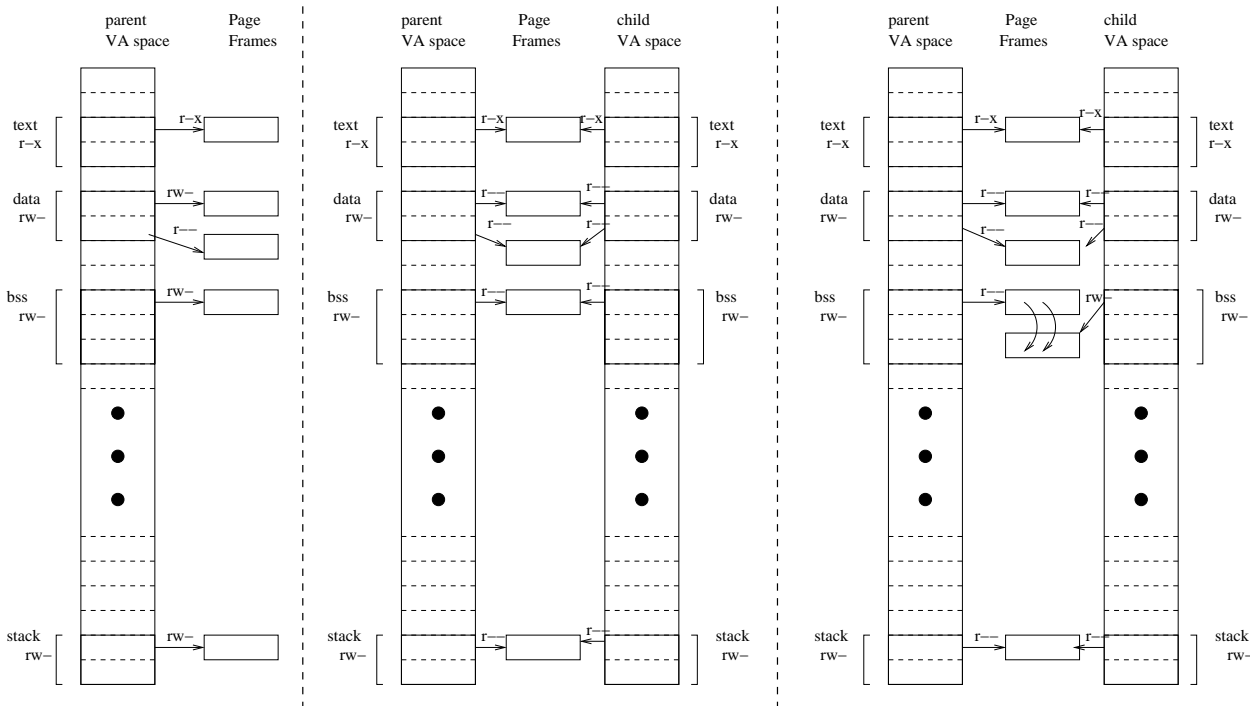 parent
VA space
Page
Frames
text
r−x
r−x
data
rw−
rw−
r−−
bss
rw−
rw−
stack
rw−
rw−
parent
VA space
Page
Frames
child
VA space
text
r−x
r−x
r−x
text
r−x
data
rw−
r−−
r−−
r−−
r−−
data
rw−
bss
rw−
r−−
r−−
bss
rw−
stack
rw−
r−−
r−−
stack
rw−
parent
VA space
Page
Frames
child
VA space
text
r−x
r−x
r−x
text
r−x
data
rw−
r−−
r−−
r−−
r−−
data
rw−
bss
rw−
r−−
rw−
bss
rw−
stack
rw−
r−−
r−−
stack
rw−